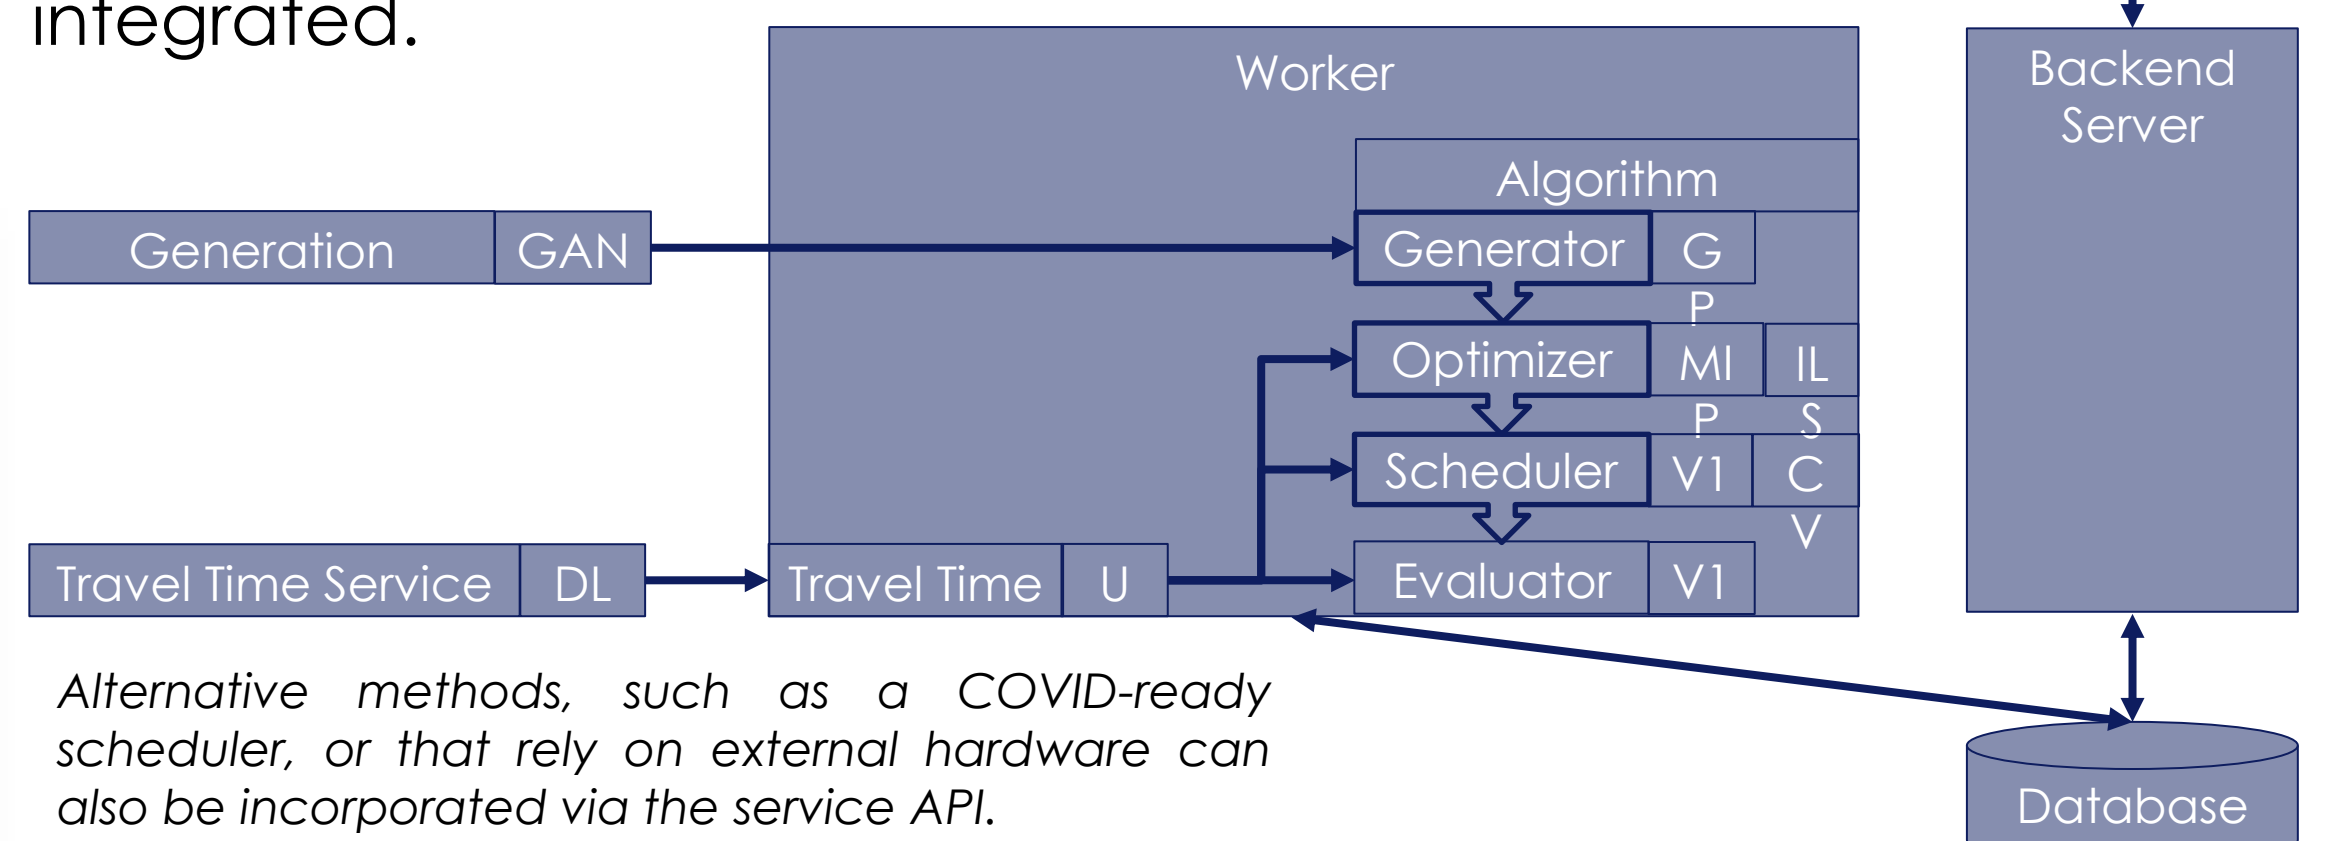 integrated.
Worker
Backend
Server
Algorithm
Generation GAN
Generator G
P
Optimizer MI IL
P S
Scheduler V1 C
V
Travel Time Service DL
Travel Time U
Evaluator V1
Alternative methods, such as a COVID-ready
scheduler, or that rely on external hardware can
also be incorporated via the service API.
Database